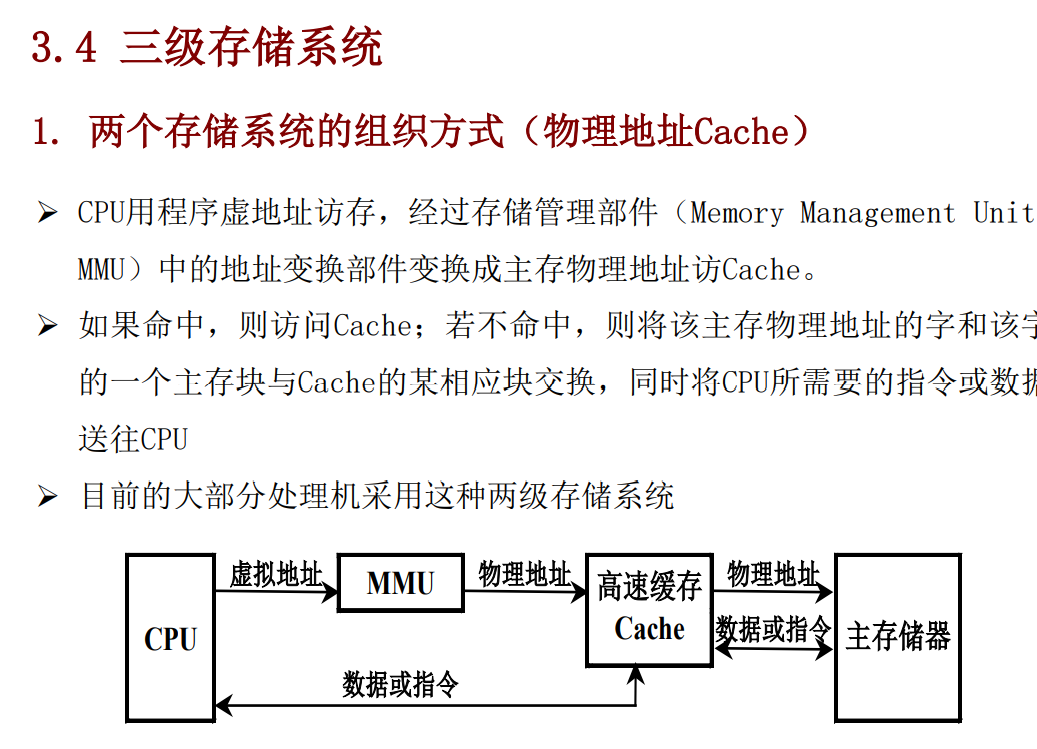 3.4 三级存储系统
1. 两个存储系统的组织方式（物理地址Cache）
➢ CPU用程序虚地址访存，经过存储管理部件（Memory Management Unit
MMU）中的地址变换部件变换成主存物理地址访Cache。
➢ 如果命中，则访问Cache；若不命中，则将该主存物理地址的字和该字
的一个主存块与Cache的某相应块交换，同时将CPU所需要的指令或数据
送往CPU
➢ 目前的大部分处理机采用这种两级存储系统
虚拟地址
MMU
物理地址
高速缓存
Cache
物理地址
数据或指令
主存储器
CPU
数据或指令